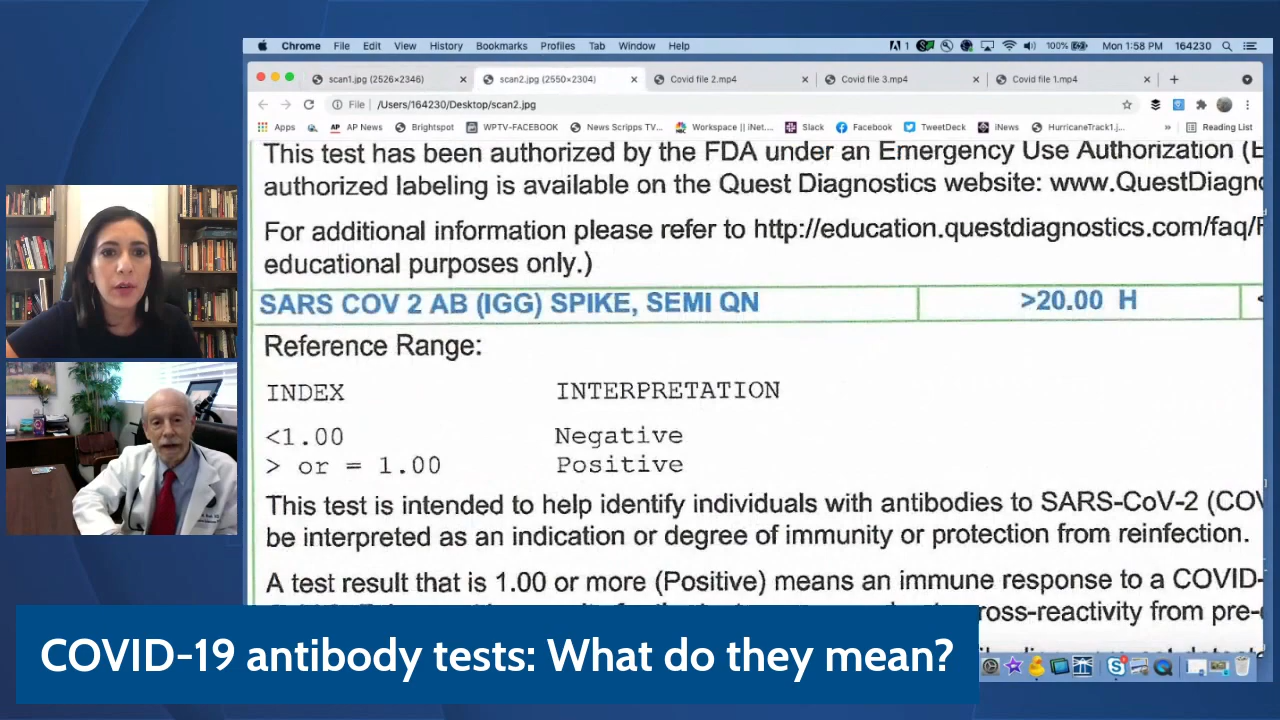 Chrome File Edit View History Bookmarks Profiles Tab Window Help
1 100% Mon 1:58 PM 164230
scan1.jpg (2526×2346) scan2.jpg (2550×2304) Covid file 2.mp4 Covid file 3.mp4 Covid file 1.mp4
File /Users/164230/Desktop/scan2.jpg
Apps AP AP News Brightspot WPTV-FACEBOOK News Scripps TV... Workspace || iNet.... Slack Facebook TweetDeck iNews HurricaneTrack1.j... » Reading List
This test has been authorized by the FDA under an Emergency Use Authorization (E
authorized labeling is available on the Quest Diagnostics website: www.QuestDiagno
For additional information please refer to http://education.questdiagnostics.com/faq/F
educational purposes only.)
SARS COV 2 AB (IGG) SPIKE, SEMI QN >20.00 H <
Reference Range:
INDEX INTERPRETATION
<1.00 Negative
> or = 1.00 Positive
This test is intended to help identify individuals with antibodies to SARS-CoV-2 (COV
be interpreted as an indication or degree of immunity or protection from reinfection.
A test result that is 1.00 or more (Positive) means an immune response to a COVID-
ross-reactivity from pre-
COVID-19 antibody tests: What do they mean?